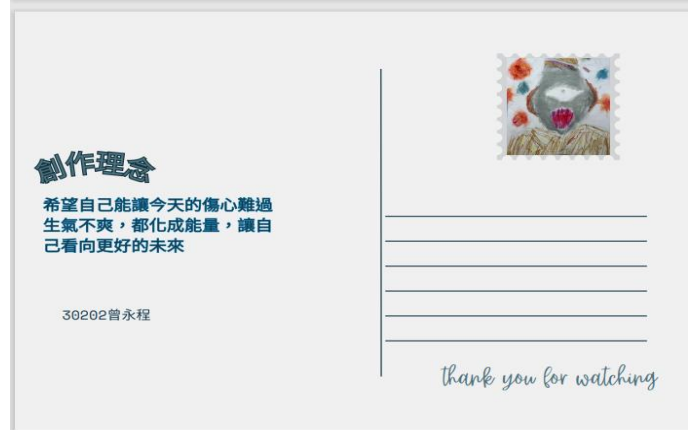 創作理念
希望自己能讓今天的傷心難過
生氣不爽，都化成能量，讓自
己看向更好的未來
30202曾永程
thank you for watching